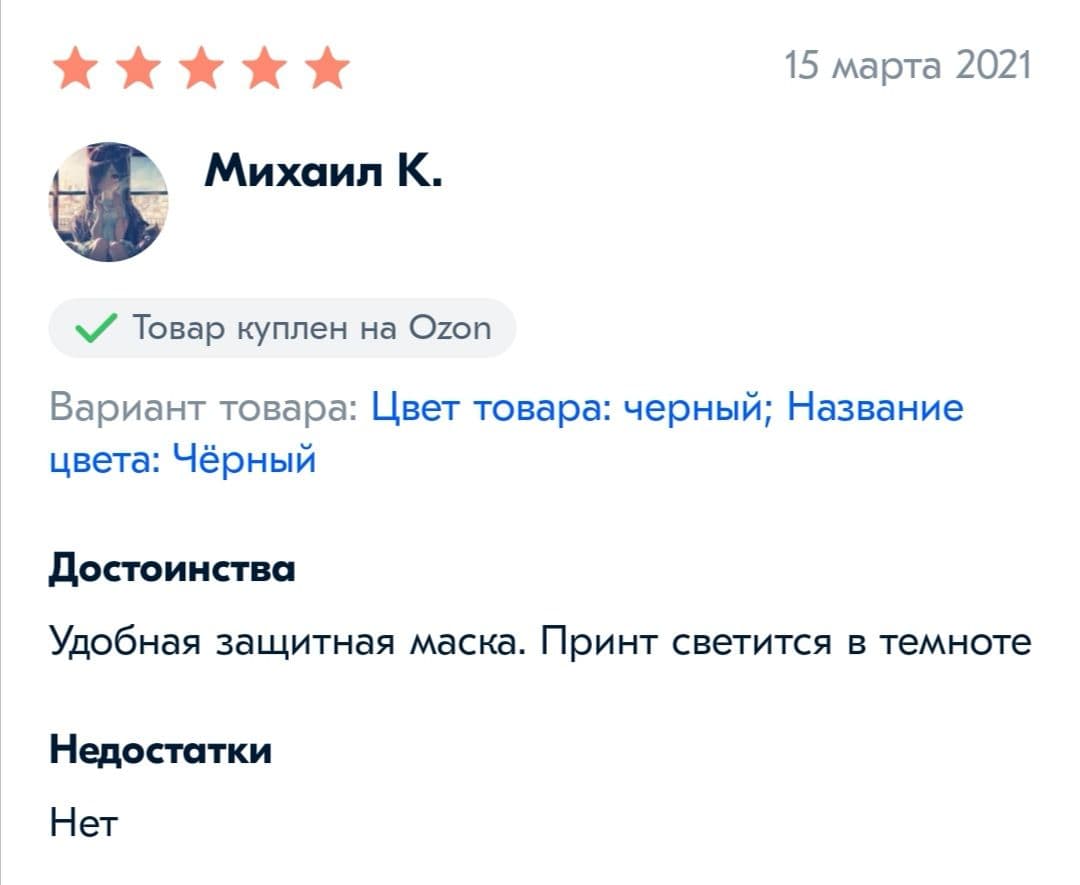 15 марта 2021
Михаил К.
Товар куплен на Ozon
Вариант товара: Цвет товара: черный; Название
цвета: Чёрный
Достоинства
Удобная защитная маска. Принт светится в темноте
Недостатки
Нет